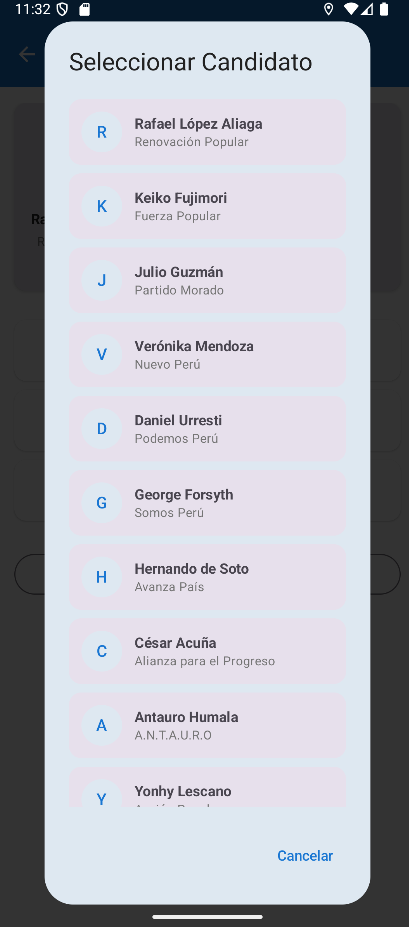 11:32
Seleccionar Candidato
R
Rafael López Aliaga
Renovación Popular
K
Keiko Fujimori
Fuerza Popular
J
Julio Guzmán
Partido Morado
V
Verónika Mendoza
Nuevo Perú
D
Daniel Urresti
Podemos Perú
G
George Forsyth
Somos Perú
H
Hernando de Soto
Avanza País
C
César Acuña
Alianza para el Progreso
A
Antauro Humala
A.N.T.A.U.R.O
Y
Yonhy Lescano
Cancelar